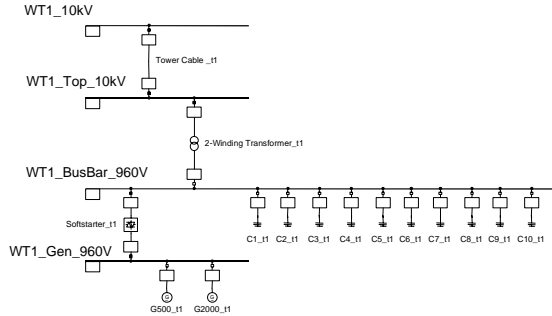 WT1_10kV
Tower Cable _t1
WT1_Top_10kV
2-Winding Transformer_t1
WT1_BusBar_960V
Softstarter_t1
C1_t1 C2_t1 C3_t1 C4_t1 C5_t1 C6_t1 C7_t1 C8_t1 C9_t1 C10_t1
WT1_Gen_960V
G G
G500_t1 G2000_t1